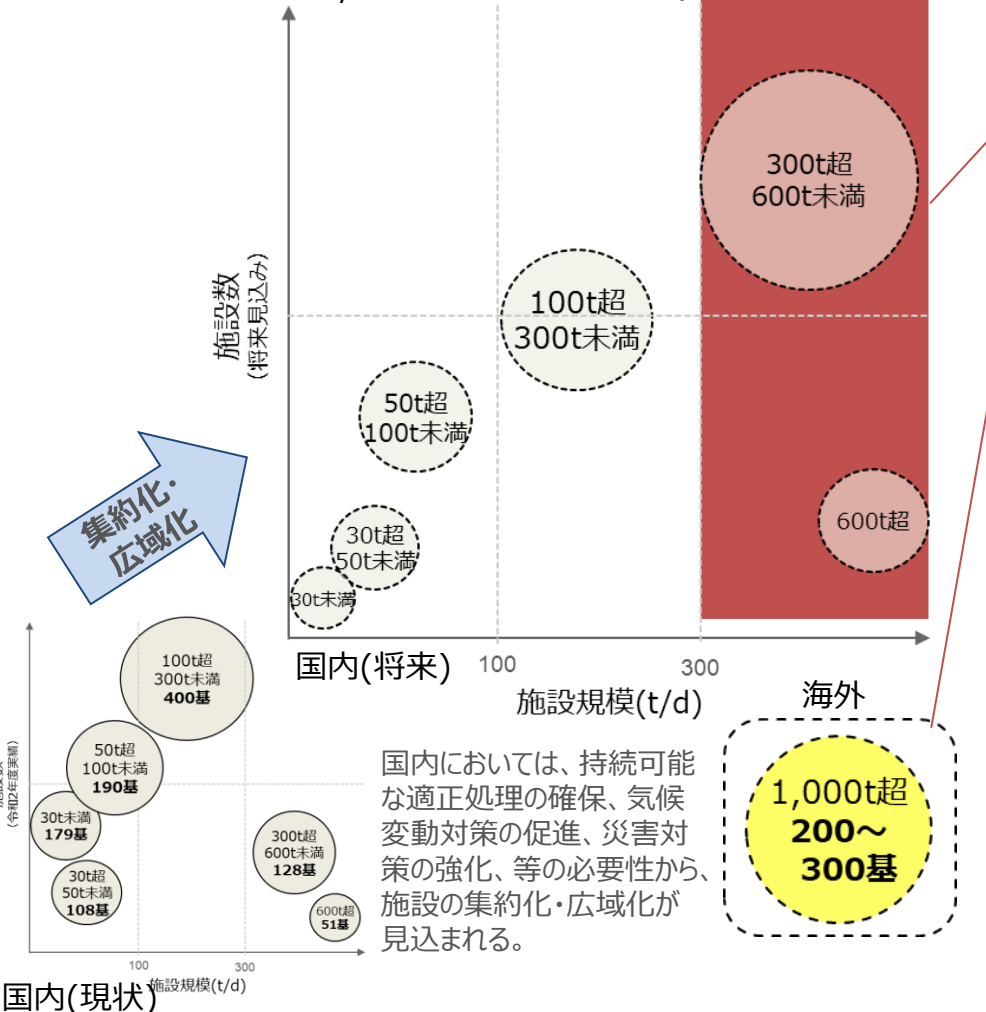 300t超
600t未満
100t超
300t未満
施設数
(将来見込み)
50t超
100t未満
集約化・
広域化
30t超
50t未満
600t超
30t未満
国内(将来)
100
300
施設規模(t/d)
海外
1,000t超
200～
300基
国内においては、持続可能
な適正処理の確保、気候
変動対策の促進、災害対
策の強化、等の必要性から、
施設の集約化・広域化が
見込まれる。
100t超
300t未満
400基
50t超
100t未満
190基
(令和2年度実績)
30t未満
179基
300t超
600t未満
128基
30t超
50t未満
108基
600t超
51基
100
300
施設規模(t/d)
国内(現状)